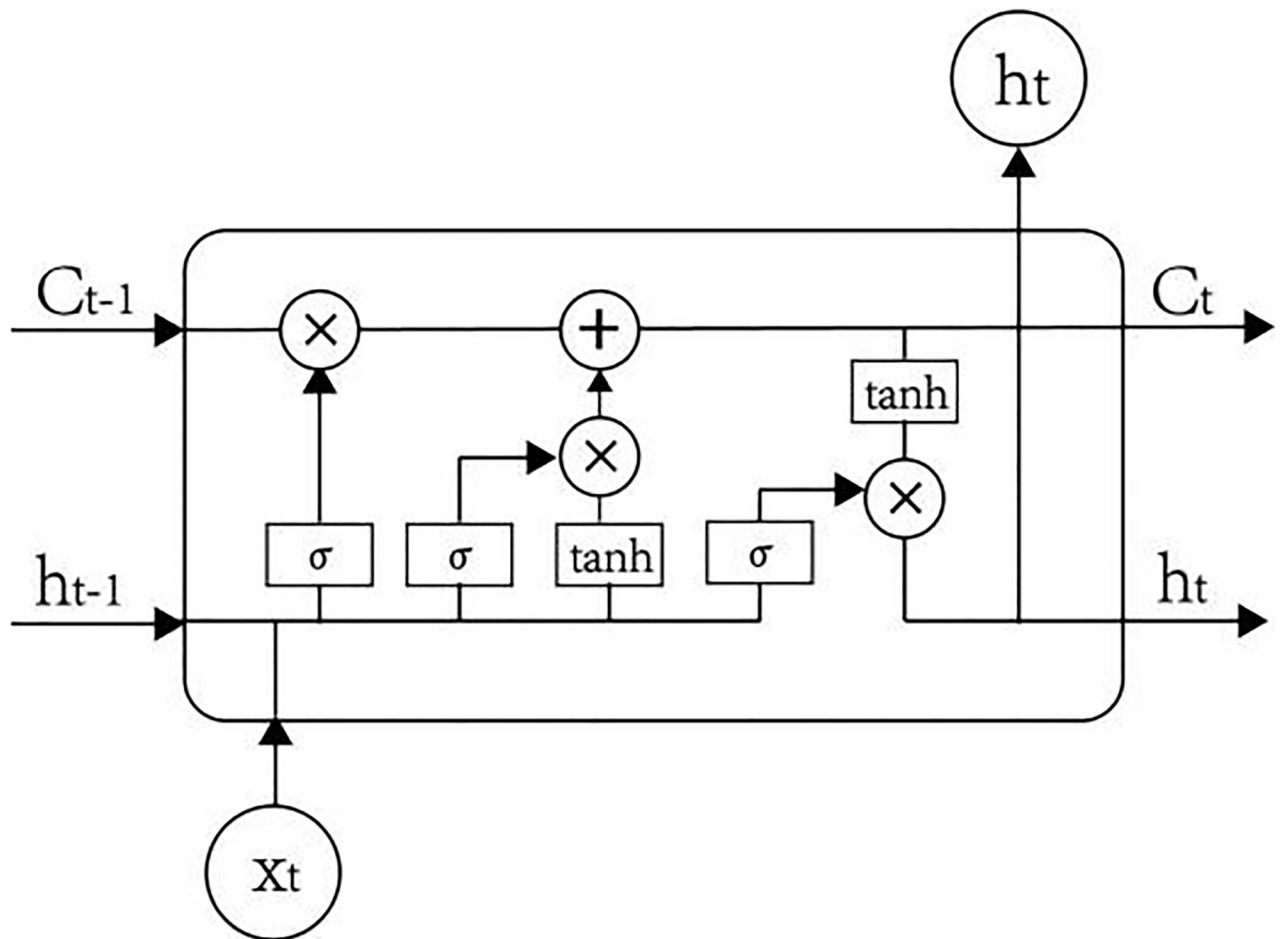 ht
Ct-1
Ct
× +
tanh
×
×
σ σ tanh σ
ht-1
ht
xt